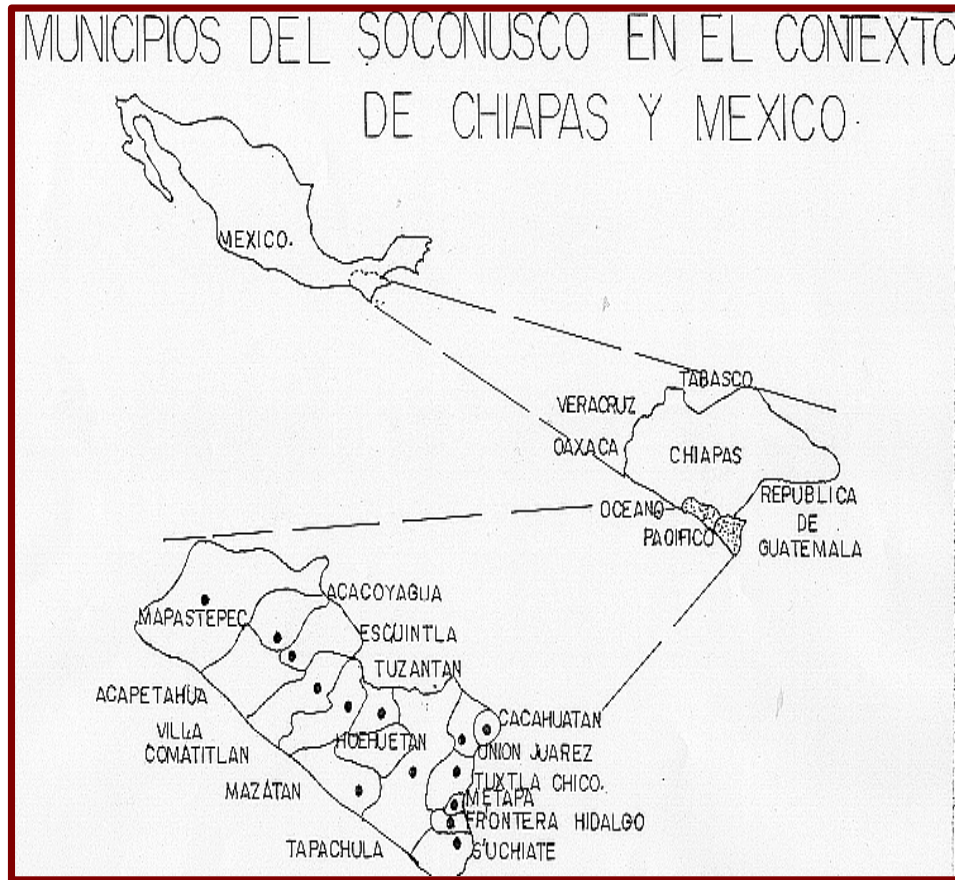 MUNICIPIOS DEL SOCONUSCO EN EL CONTEXTO
DE CHIAPAS Y MEXICO
MEXICO.
TABASCO
VERACRUZ
OAXACA
CHIAPAS
REPUBLICA
DE
GUATEMALA
OCEANO
PACIFICO
ACACOYAGUA
MAPASTEPEC
ESCUINTLA
TUZANTAN
ACAPETAHUA
VILLA
COMATITLAN
HUEHUETAN
CACAHUATAN
UNION JUAREZ
MAZATAN
TUXTLA CHICO.
METAPA
FRONTERA HIDALGO
TAPACHULA
SUCHIATE